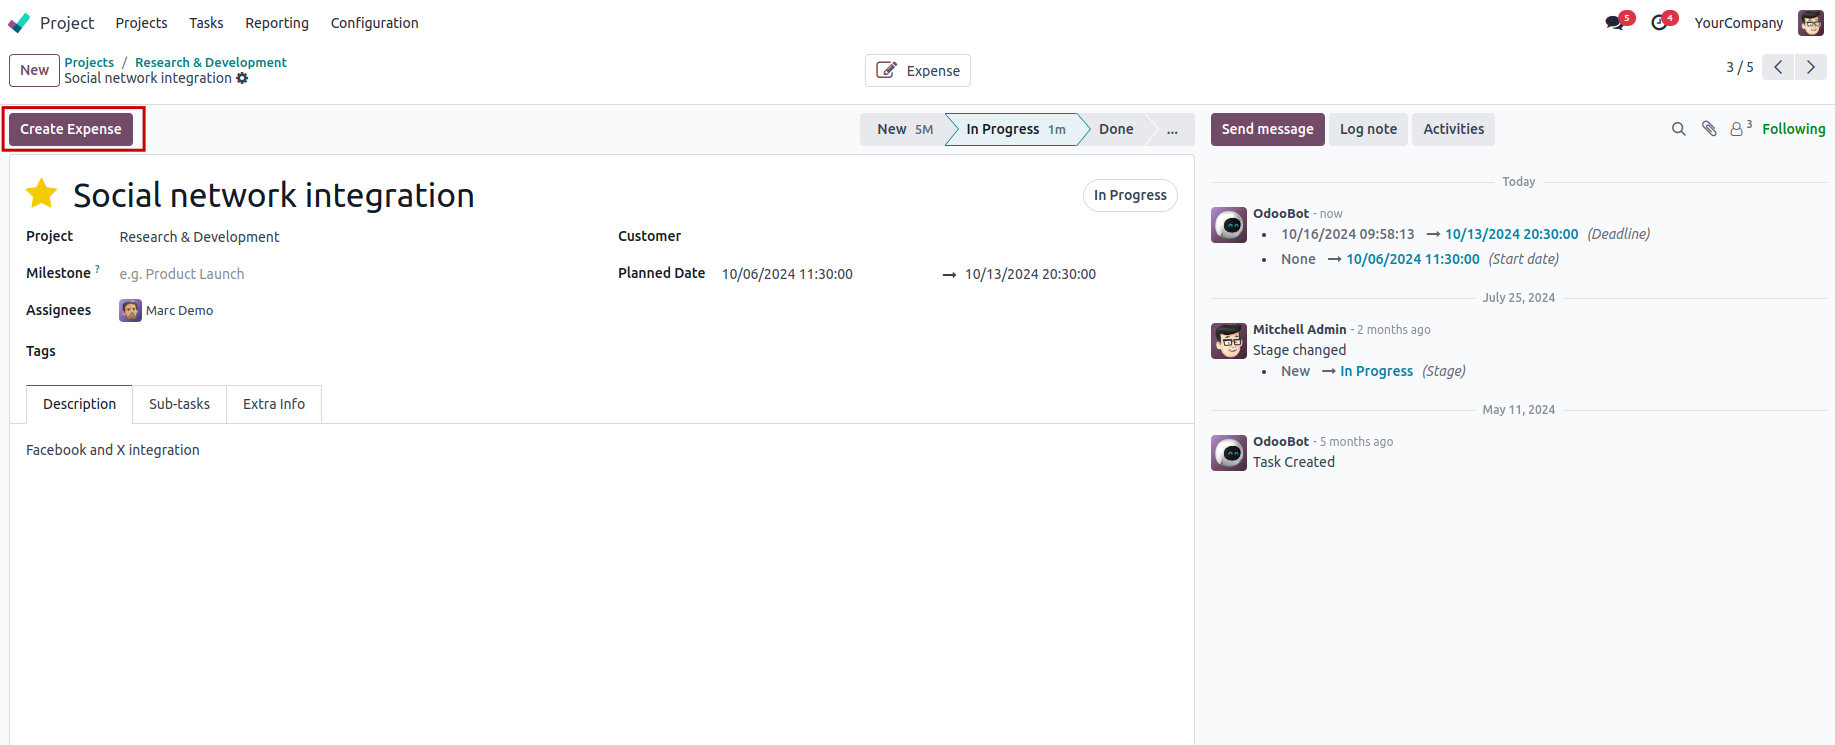 Project Projects Tasks Reporting Configuration 5 4 YourCompany
New Projects / Research & Development
Social network integration
Expense
3 / 5
Create Expense
New 5M In Progress 1m Done ...
Send message Log note Activities 3 Following
Social network integration
In Progress
Project Research & Development
Customer
Milestone ? e.g. Product Launch
Planned Date 10/06/2024 11:30:00 → 10/13/2024 20:30:00
Assignees Marc Demo
Tags
Description Sub-tasks Extra Info
Facebook and X integration
Today
OdooBot - now
• 10/16/2024 09:58:13 → 10/13/2024 20:30:00 (Deadline)
• None → 10/06/2024 11:30:00 (Start date)
July 25, 2024
Mitchell Admin - 2 months ago
Stage changed
• New → In Progress (Stage)
May 11, 2024
OdooBot - 5 months ago
Task Created